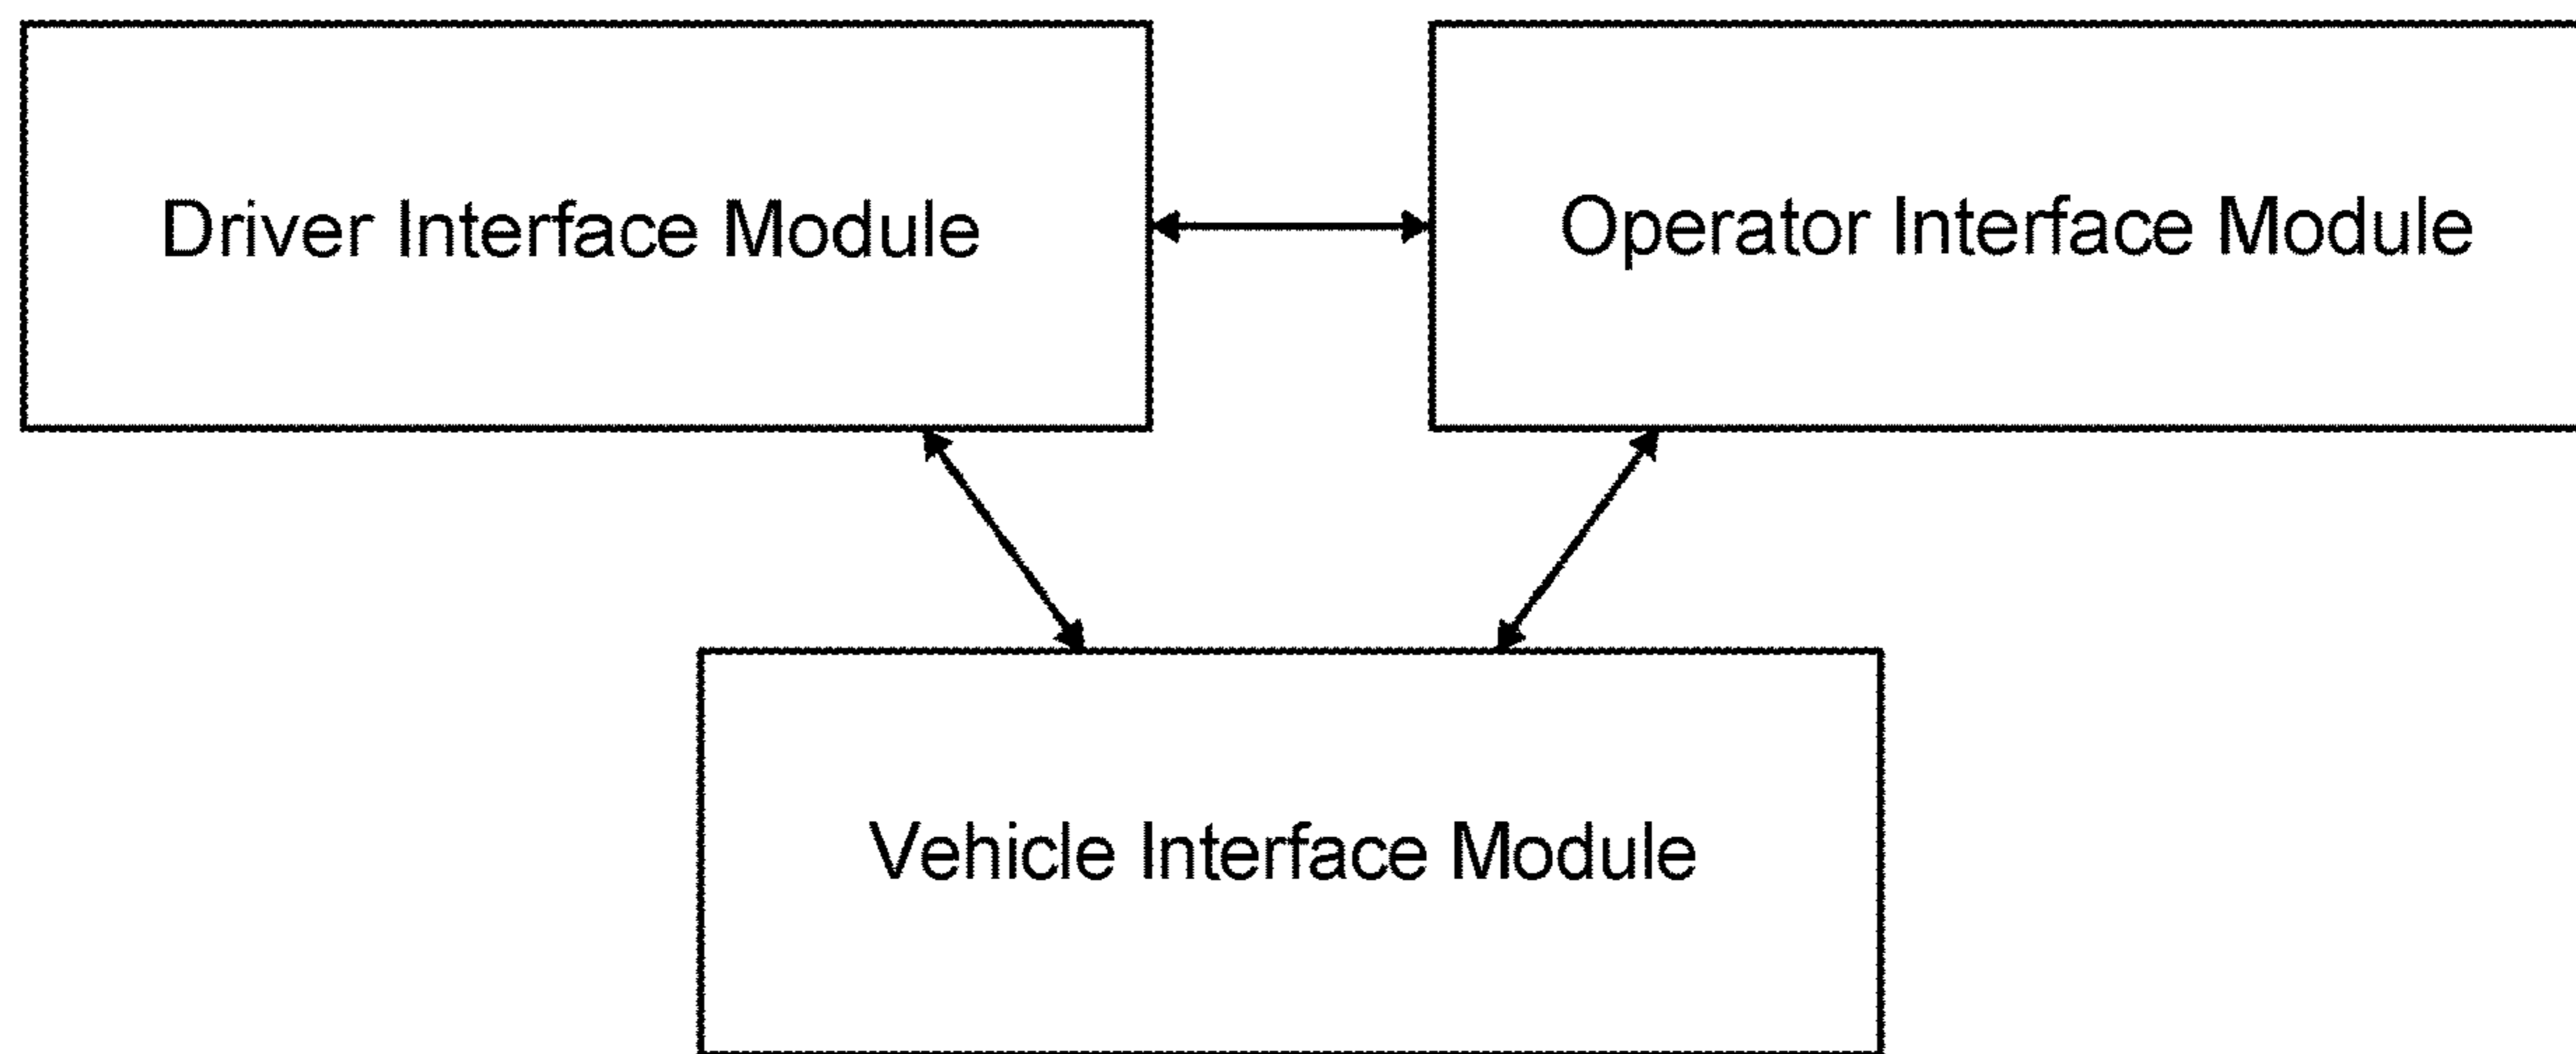 Driver Interface Module
Operator Interface Module
Vehicle Interface Module